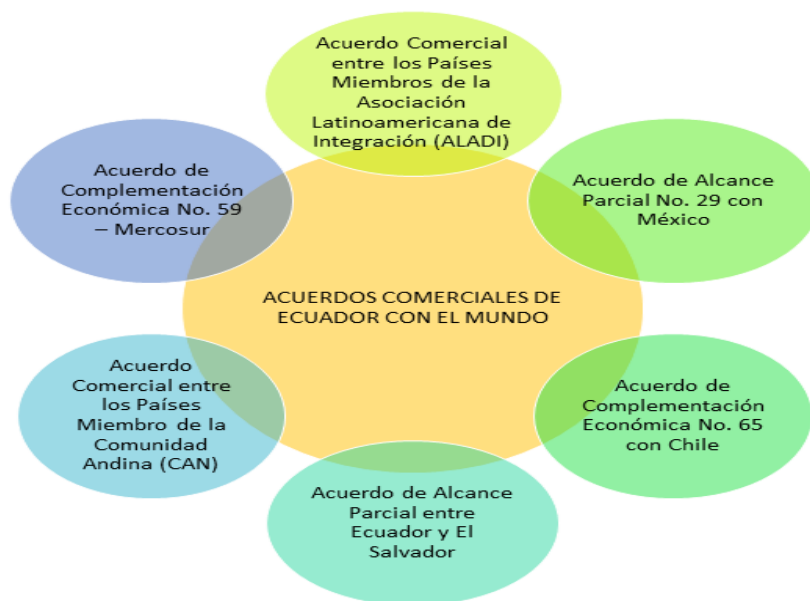 Acuerdo Comercial
entre los Países
Miembros de la
Asociación
Latinoamericana de
Integración (ALADI)
Acuerdo de Alcance
Parcial No. 29 con
México
Acuerdo de
Complementación
Económica No. 65
con Chile
Acuerdo de Alcance
Parcial entre
Ecuador y El
Salvador
Acuerdo
Comercial entre
los Países
Miembro de la
Comunidad
Andina (CAN)
Acuerdo de
Complementación
Económica No. 59
– Mercosur
ACUERDOS COMERCIALES DE
ECUADOR CON EL MUNDO